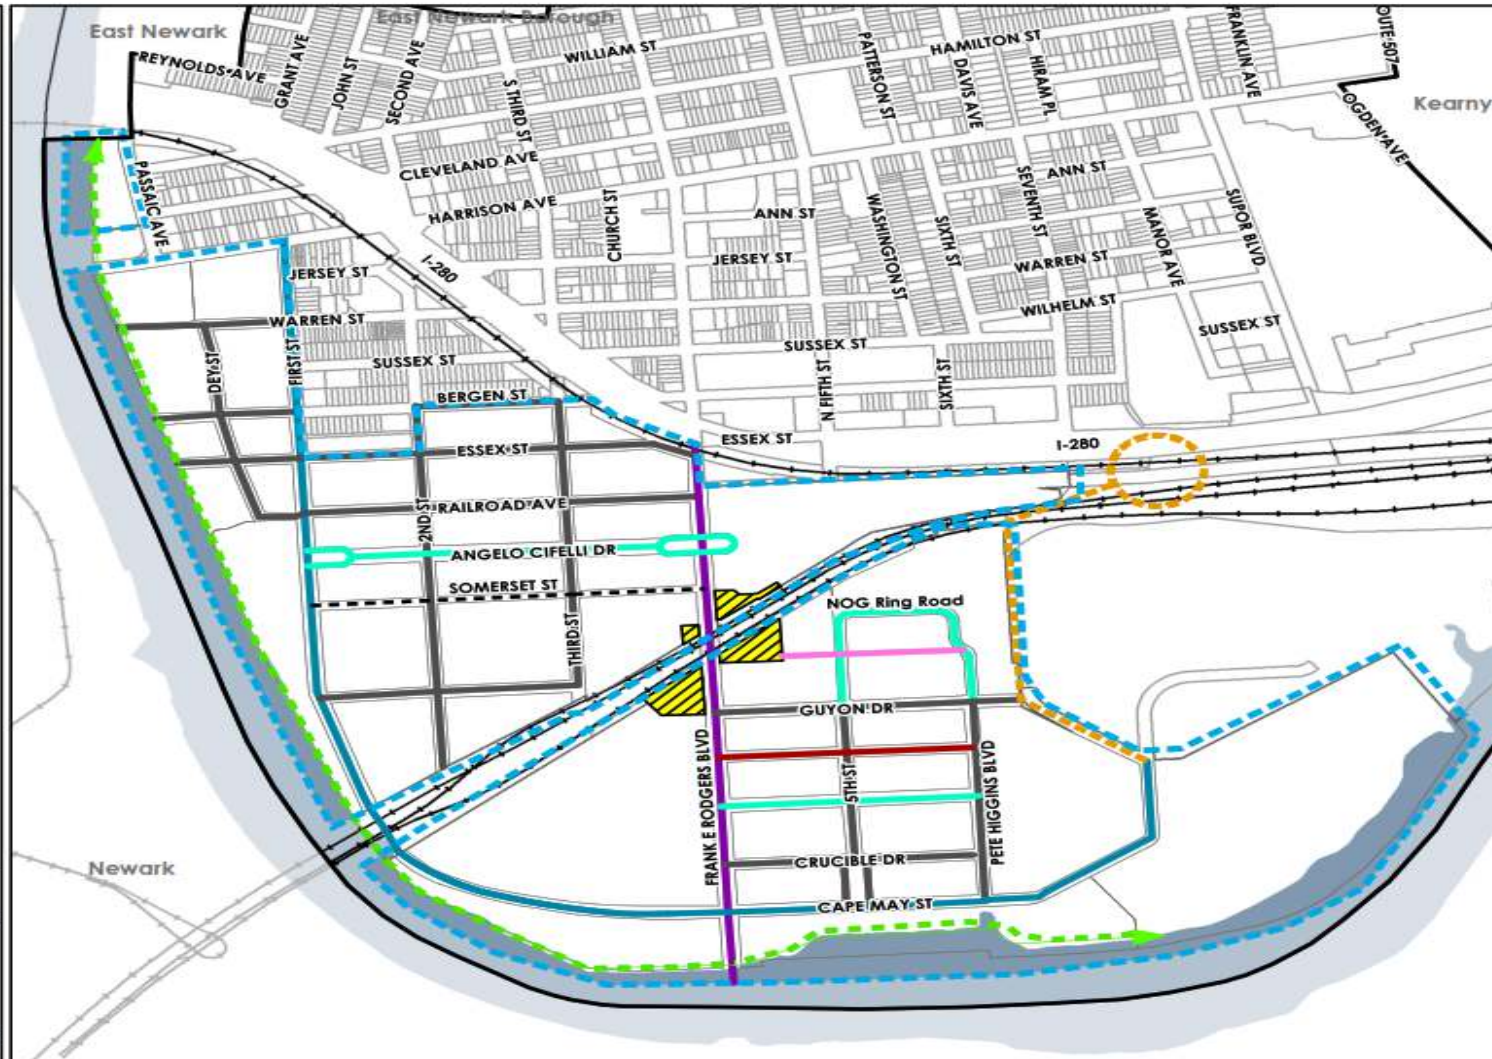 East Newark
East Newark Borough
REYNOLDS AVE
GRANT AVE
JOHN ST
SECOND AVE
WILLIAM ST
S THIRD ST
PATERSON ST
HAMILTON ST
DAVIS AVE
HIRAM PL
FRANKLIN AVE
OUTE 507
OGDEN AVE
Kearny
PASSAIC AVE
CLEVELAND AVE
HARRISON AVE
CHURCH ST
ANN ST
WASHINGTON ST
SIXTH ST
SEVENTH ST
ANN ST
MANOR AVE
SUPOR BLVD
JERSEY ST
I-280
JERSEY ST
WARREN ST
WILHELM ST
WARREN ST
DEY ST
FIRST ST
SUSSEX ST
SUSSEX ST
SUSSEX ST
N FIFTH ST
SIXTH ST
BERGEN ST
ESSEX ST
ESSEX ST
I-280
2ND ST
RAILROAD AVE
ANGELO CIFELLI DR
SOMERSET ST
THIRD ST
NOG Ring Road
GUYON DR
FRANK E RODGERS BLVD
5TH ST
PETE HIGGINS BLVD
CRUCIBLE DR
CAPE MAY ST
Newark